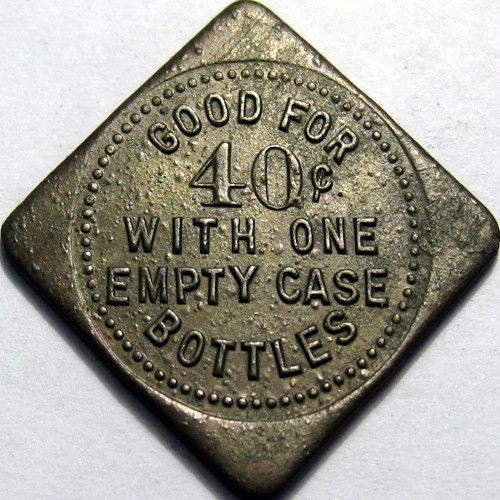 GOOD FOR
40¢
WITH ONE
EMPTY CASE
BOTTLES